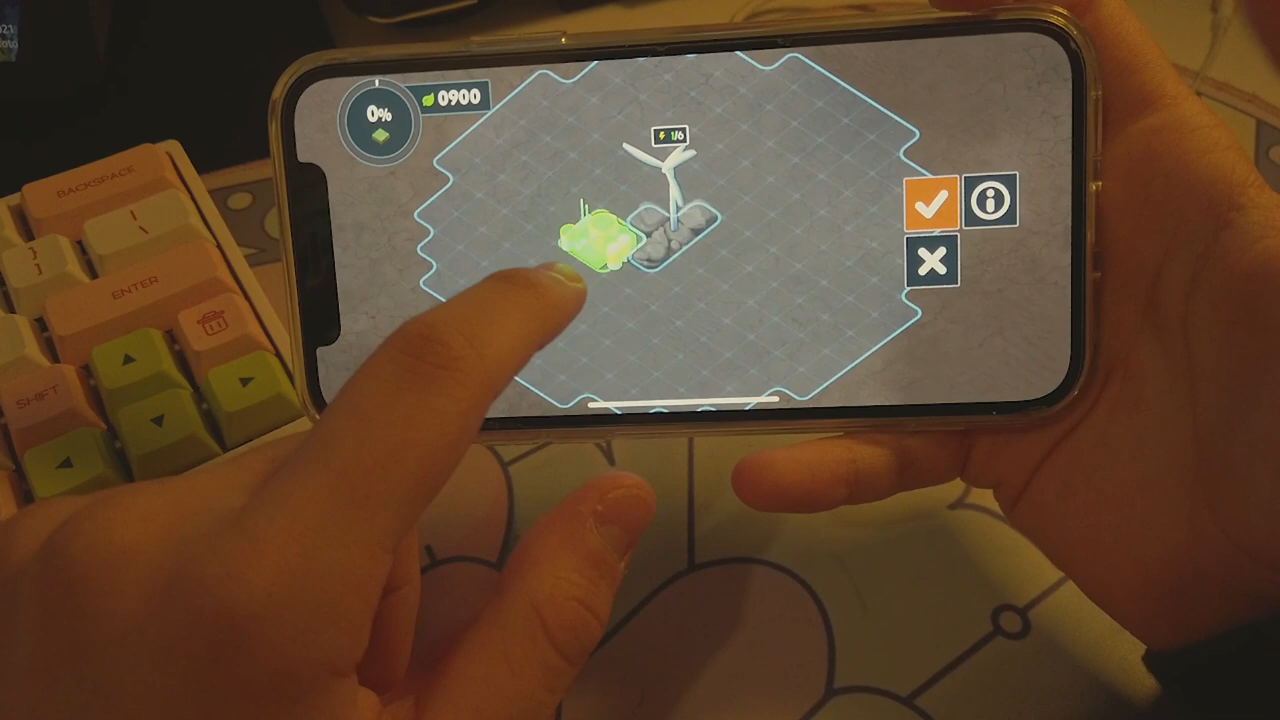 0%
0900
1/6
BACKSPACE
|
\
}
]
ENTER
SHIFT